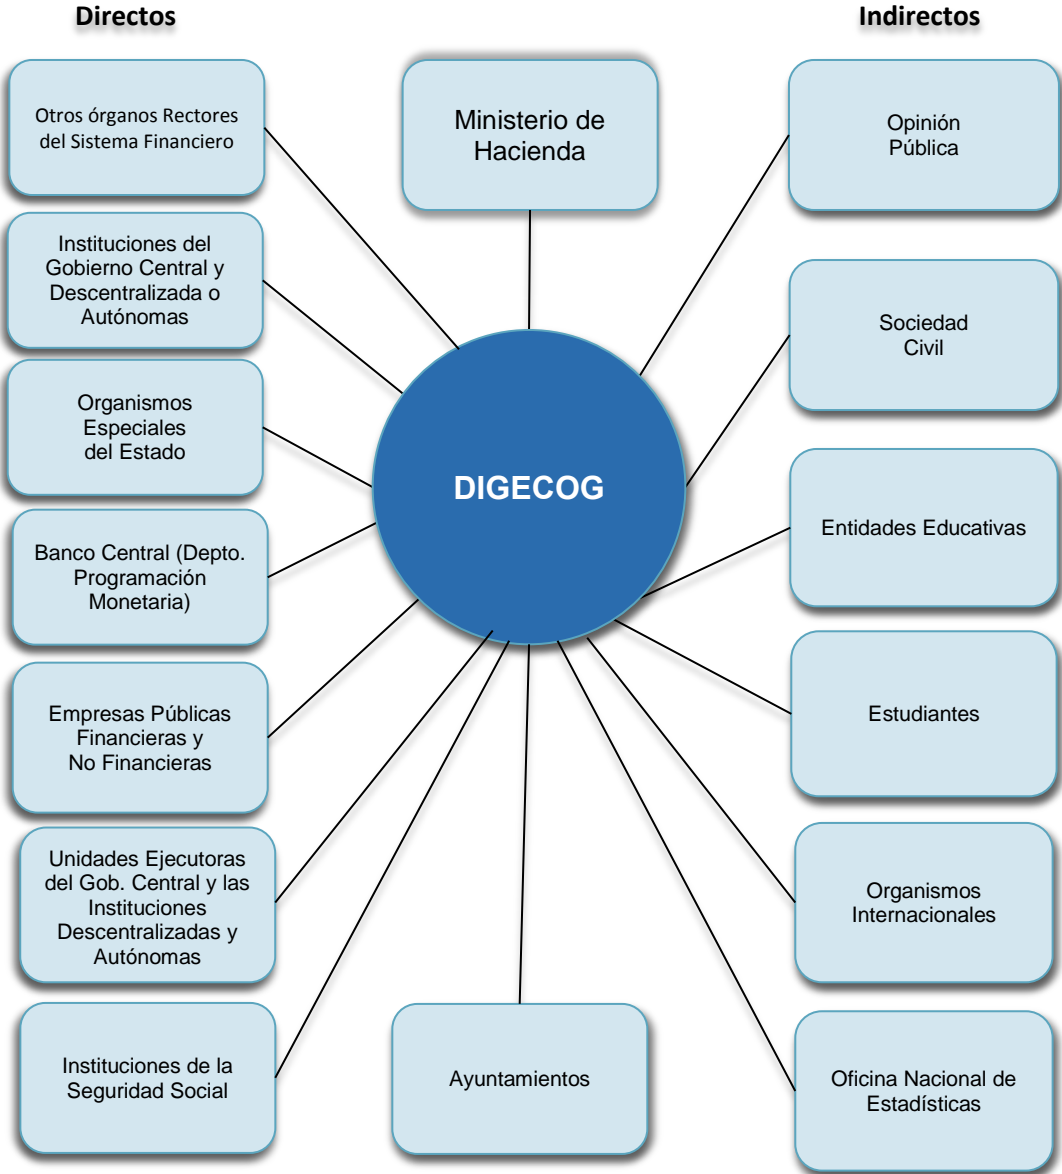 Directos
Indirectos
Otros órganos Rectores
del Sistema Financiero
Ministerio de
Hacienda
Opinión
Pública
Instituciones del
Gobierno Central y
Descentralizada o
Autónomas
Sociedad
Civil
Organismos
Especiales
del Estado
DIGECOG
Banco Central (Depto.
Programación
Monetaria)
Entidades Educativas
Empresas Públicas
Financieras y
No Financieras
Estudiantes
Unidades Ejecutoras
del Gob. Central y las
Instituciones
Descentralizadas y
Autónomas
Organismos
Internacionales
Instituciones de la
Seguridad Social
Ayuntamientos
Oficina Nacional de
Estadísticas